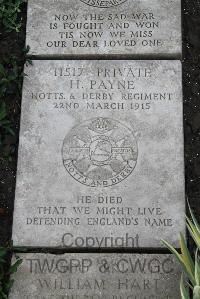 NOW THE SAD WAR
IS FOUGHT AND WON
TIS NOW WE MISS
OUR DEAR LOVED ONE
11517 PRIVATE
H. PAYNE
NOTTS. & DERBY REGIMENT
22ND MARCH 1915
NOTTS AND DERBY
HE DIED
THAT WE MIGHT LIVE
DEFENDING ENGLAND'S NAME
Copyright
TWGPP & CWGC
WILLIAM HART